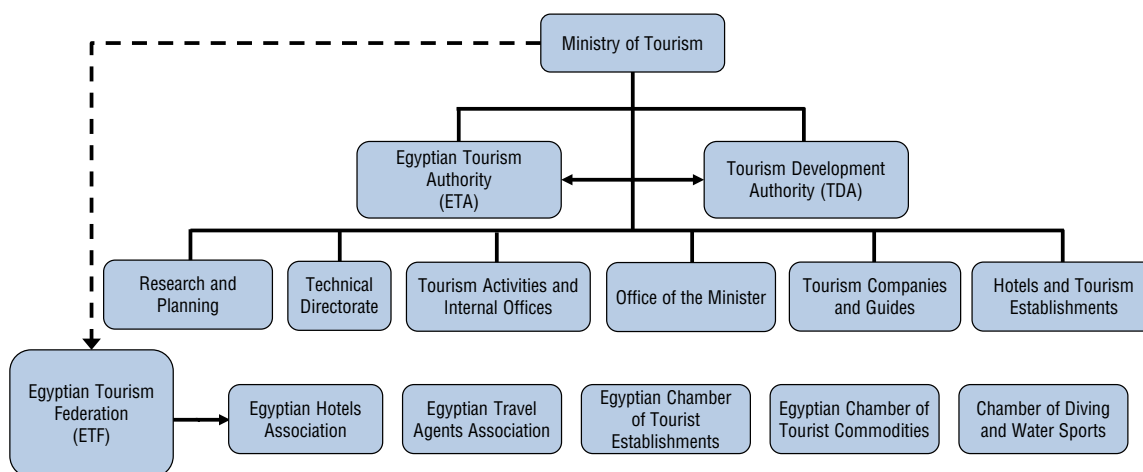 Ministry of Tourism
Egyptian Tourism
Authority
(ETA)
Tourism Development
Authority (TDA)
Research and
Planning
Technical
Directorate
Tourism Activities and
Internal Offices
Office of the Minister
Tourism Companies
and Guides
Hotels and Tourism
Establishments
Egyptian Tourism
Federation
(ETF)
Egyptian Hotels
Association
Egyptian Travel
Agents Association
Egyptian Chamber
of Tourist
Establishments
Egyptian Chamber of
Tourist Commodities
Chamber of Diving
and Water Sports